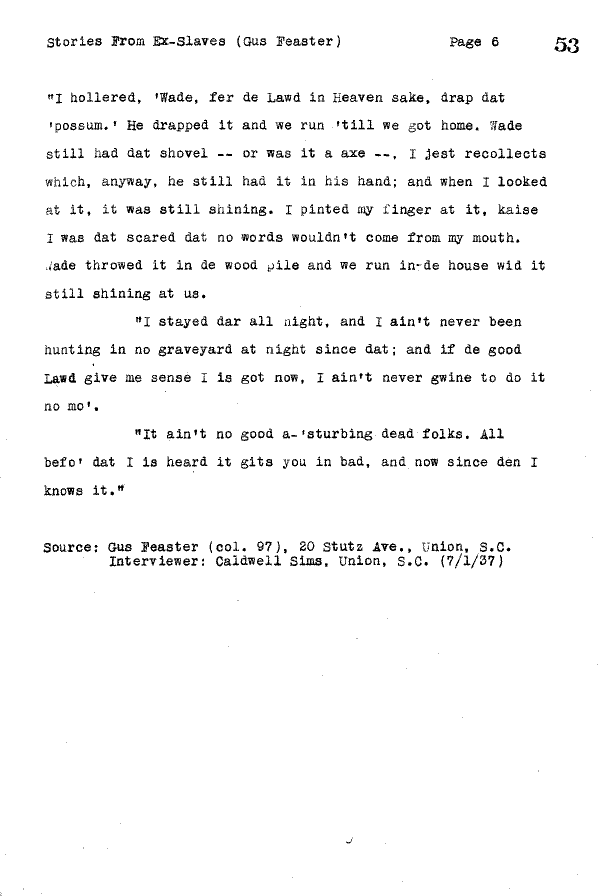 Stories From Ex-Slaves (Gus Feaster) Page 6 53
"I hollered, 'Wade, fer de Lawd in Heaven sake, drap dat
'possum.' He drapped it and we run 'till we got home. Wade
still had dat shovel -- or was it a axe --, I jest recollects
which, anyway, he still had it in his hand; and when I looked
at it, it was still shining. I pinted my finger at it, kaise
I was dat scared dat no words wouldn't come from my mouth.
Wade throwed it in de wood pile and we run in-de house wid it
still shining at us.
"I stayed dar all night, and I ain't never been
hunting in no graveyard at night since dat; and if de good
Lawd give me sense I is got now, I ain't never gwine to do it
no mo'.
"It ain't no good a-'sturbing dead folks. All
befo' dat I is heard it gits you in bad, and now since den I
knows it."
Source: Gus Feaster (col. 97), 20 Stutz Ave., Union, S.C.
Interviewer: Caldwell Sims, Union, S.C. (7/1/37)